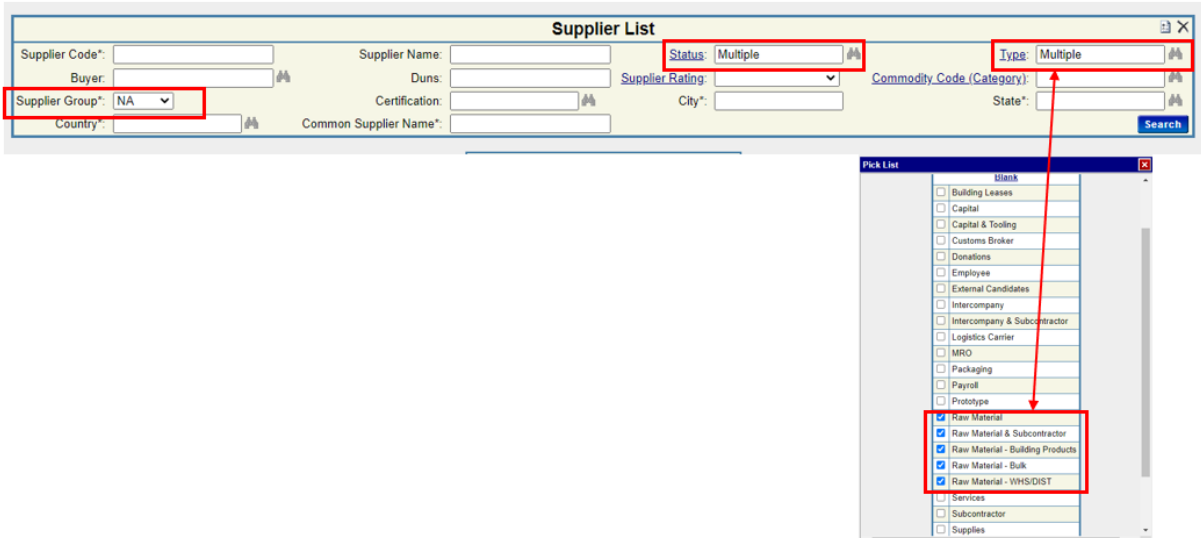 Supplier List
Supplier Code*: Supplier Name: Status: Multiple Type: Multiple
Buyer: Duns: Supplier Rating: Commodity Code (Category):
Supplier Group*: NA Certification: City*: State*:
Country*: Common Supplier Name*: Search
Pick List
Blank
Building Leases
Capital
Capital & Tooling
Customs Broker
Donations
Employee
External Candidates
Intercompany
Intercompany & Subcontractor
Logistics Carrier
MRO
Packaging
Payroll
Prototype
Raw Material
Raw Material & Subcontractor
Raw Material - Building Products
Raw Material - Bulk
Raw Material - WHS/DIST
Services
Subcontractor
Supplies